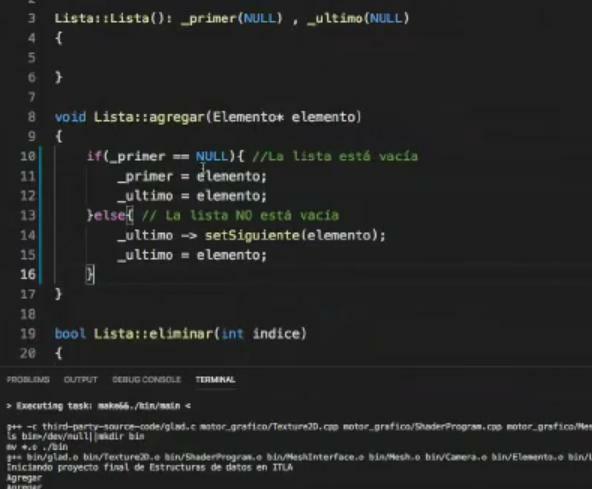 3 Lista::Lista(): _primer(NULL) , _ultimo(NULL)
4 {
5
6 }
7
8 void Lista::agregar(Elemento* elemento)
9 {
10 if(_primer == NULL){ //La lista está vacía
11 _primer = elemento;
12 _ultimo = elemento;
13 }else{ // La lista NO está vacía
14 _ultimo -> setSiguiente(elemento);
15 _ultimo = elemento;
16 }
17 }
18
19 bool Lista::eliminar(int indice)
20 {
PROBLEMS OUTPUT DEBUG CONSOLE TERMINAL
> Executing task: make&&./bin/main <
g++ -c third-party-source-code/glad.c motor_grafico/Texture2D.cpp motor_grafico/ShaderProgram.cpp motor_grafico/Mes
ls bin>/dev/null||mkdir bin
mv *.o ./bin
g++ bin/glad.o bin/Texture2D.o bin/ShaderProgram.o bin/MeshInterface.o bin/Mesh.o bin/Camera.o bin/Elemento.o bin/L
Iniciando proyecto final de Estructuras de datos en ITLA
Agregar
Agregar